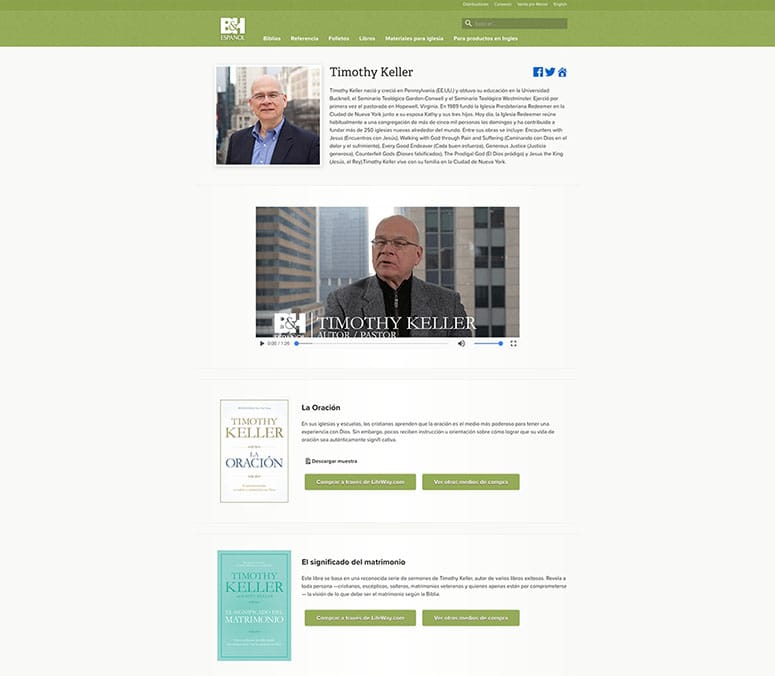 Distribuidores Conexión Venta por Menor English
B&H
ESPAÑOL
buscar...
Biblias Referencia Folletos Libros Materiales para iglesia Para productos en Ingles
Timothy Keller
Timothy Keller nació y creció en Pennsylvania (EE.UU.) y obtuvo su educación en la Universidad
Bucknell, el Seminario Teológico Gordon-Conwell y el Seminario Teológico Westminster. Ejerció por
primera vez el pastorado en Hopewell, Virginia. En 1989 fundó la Iglesia Presbiteriana Redeemer en la
Ciudad de Nueva York junto a su esposa Kathy y sus tres hijos. Hoy día, la Iglesia Redeemer reúne
habitualmente a una congregación de más de cinco mil personas los domingos y ha contribuido a
fundar más de 250 iglesias nuevas alrededor del mundo. Entre sus obras se incluye: Encounters with
Jesus (Encuentros con Jesús), Walking with God through Pain and Suffering (Caminando con Dios en el
dolor y el sufrimiento), Every Good Endeavor (Cada buen esfuerzo), Generous Justice (Justicia
generosa), Counterfeit Gods (Dioses falsificados), The Prodigal God (El Dios pródigo) y Jesus the King
(Jesús, el Rey).Timothy Keller vive con su familia en la Ciudad de Nueva York.
B&H TIMOTHY KELLER
AUTOR / PASTOR
0:00 / 1:26
TIMOTHY
KELLER
LA
ORACIÓN
La Oración
En sus iglesias y escuelas, los cristianos aprenden que la oración es el medio más poderoso para tener una
experiencia con Dios. Sin embargo, pocos reciben instrucción u orientación sobre cómo lograr que su vida de
oración sea auténticamente signifi cativa.
Descargar muestra
Comprar a través de LifeWay.com Ver otros medios de compra
TIMOTHY
KELLER
EL SIGNIFICADO DEL
MATRIMONIO
El significado del matrimonio
Este libro se basa en una reconocida serie de sermones de Timothy Keller, autor de varios libros exitosos. Revela a
toda persona —cristianos, escépticos, solteros, matrimonios veteranos y quienes apenas están por comprometerse
— la visión de lo que debe ser el matrimonio según la Biblia.
Comprar a través de LifeWay.com Ver otros medios de compra